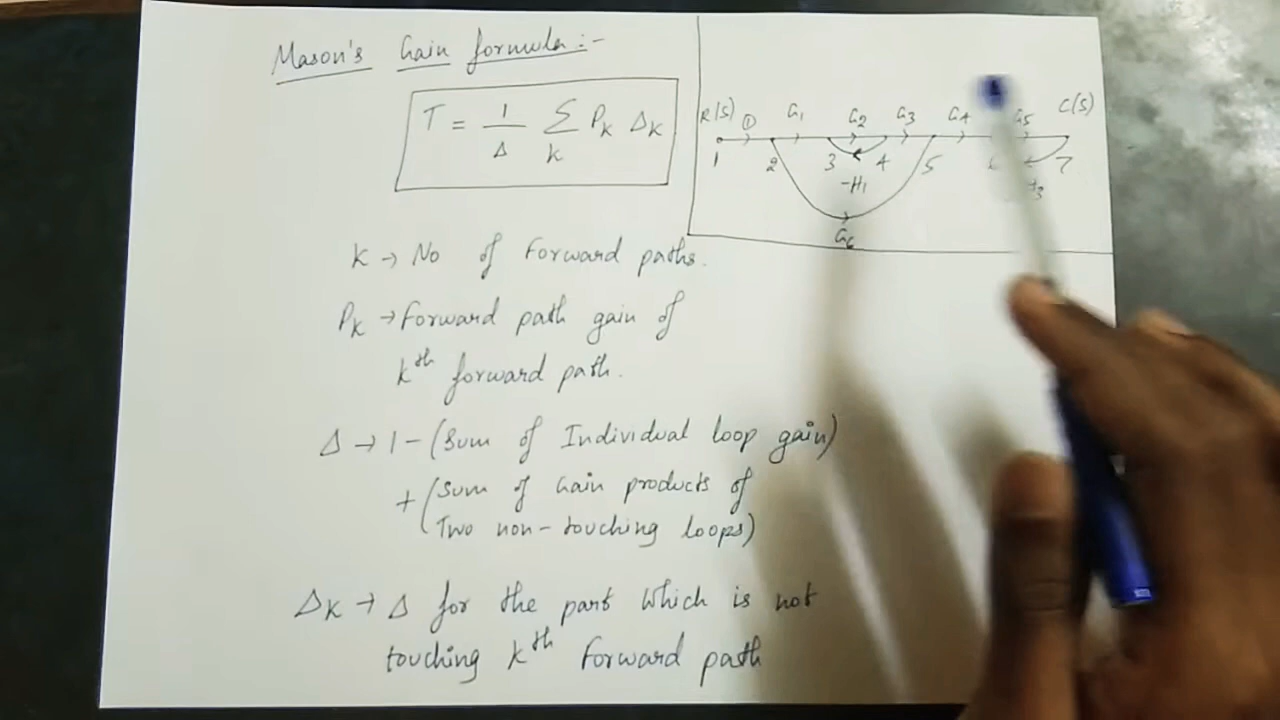 Mason's Gain formula :-
T = 1/Δ Σ_K P_K Δ_K
R(S) ① G1 G2 G3 G4 G5 C(S)
1 2 3 4 5 7
-H1
G6
K → No of Forward paths.
P_K → Forward path gain of
Kth forward path.
Δ → 1 - (Sum of Individual loop gain)
+ (Sum of Gain products of
Two non-touching loops)
Δ_K → Δ for the part which is not
touching Kth Forward path